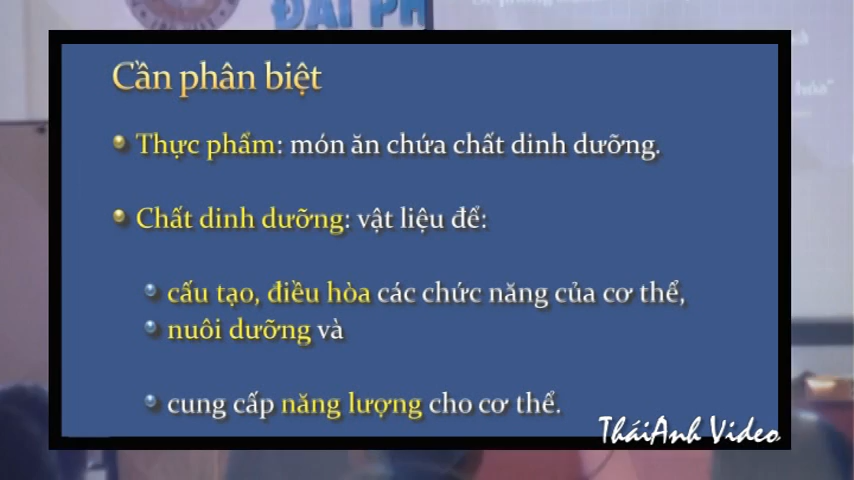 ĐẠI PH
Cần phân biệt
Thực phẩm: món ăn chứa chất dinh dưỡng.
Chất dinh dưỡng: vật liệu để:
cấu tạo, điều hòa các chức năng của cơ thể,
nuôi dưỡng và
cung cấp năng lượng cho cơ thể.
TháiAnh Video